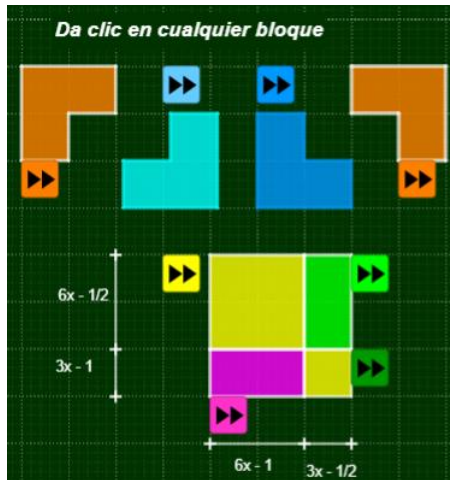 Da clic en cualquier bloque
6x - 1/2
3x - 1
6x - 1
3x - 1/2